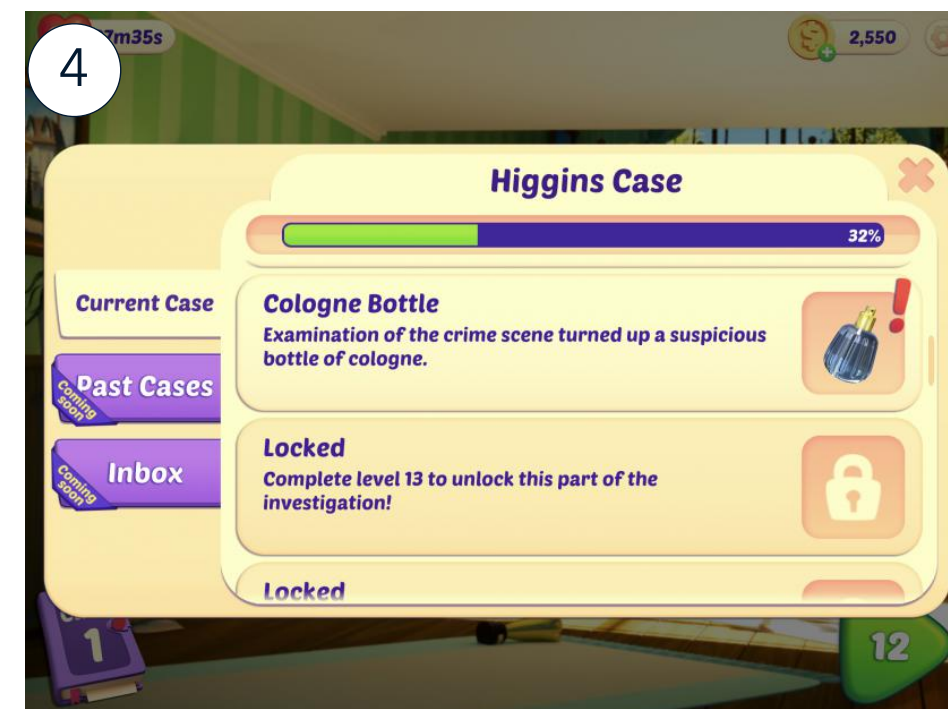 4
7m35s
2,550
Higgins Case
32%
Current Case
Cologne Bottle
Examination of the crime scene turned up a suspicious
bottle of cologne.
Past Cases
Coming
soon
Locked
Complete level 13 to unlock this part of the
investigation!
Inbox
Coming
soon
Locked
1
12